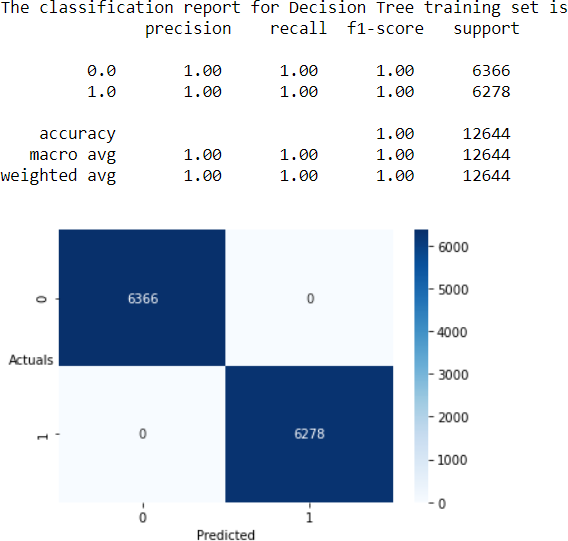 The classification report for Decision Tree training set is
precision recall f1-score support
0.0 1.00 1.00 1.00 6366
1.0 1.00 1.00 1.00 6278
accuracy 1.00 12644
macro avg 1.00 1.00 1.00 12644
weighted avg 1.00 1.00 1.00 12644
6000
5000
4000
3000
2000
1000
0
0
6366 0
Actuals
1
0 6278
0 1
Predicted